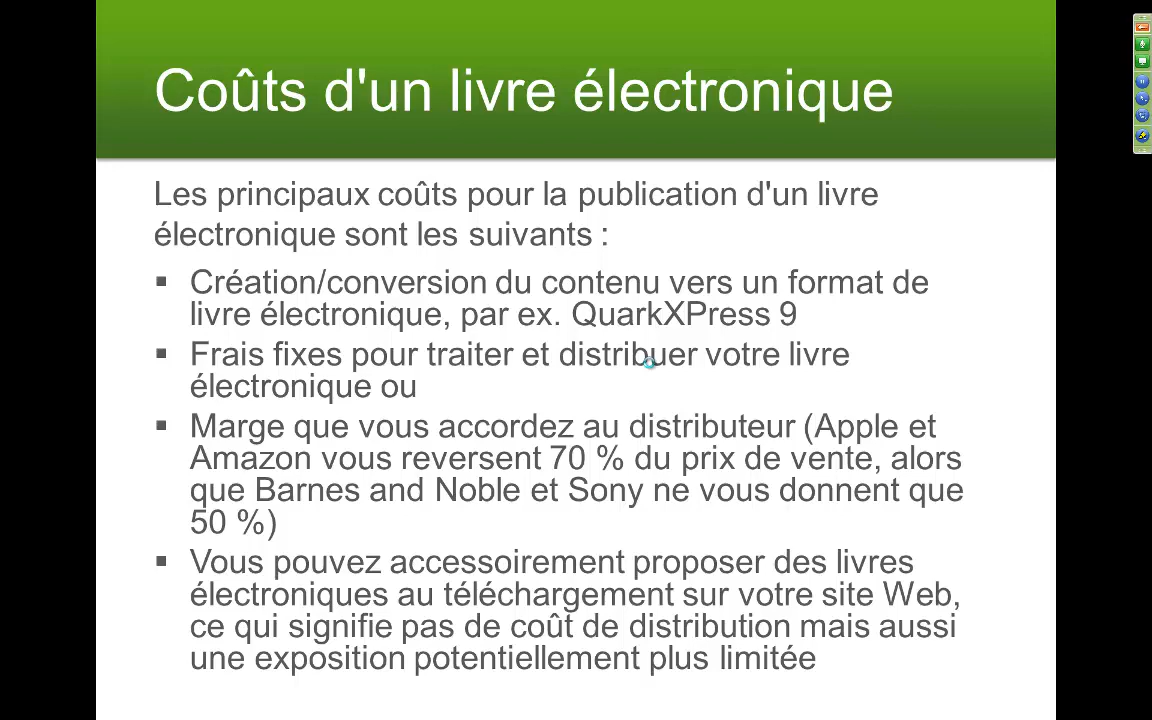 Coûts d'un livre électronique
Les principaux coûts pour la publication d'un livre
électronique sont les suivants :
▪ Création/conversion du contenu vers un format de
livre électronique, par ex. QuarkXPress 9
▪ Frais fixes pour traiter et distribuer votre livre
électronique ou
▪ Marge que vous accordez au distributeur (Apple et
Amazon vous reversent 70 % du prix de vente, alors
que Barnes and Noble et Sony ne vous donnent que
50 %)
▪ Vous pouvez accessoirement proposer des livres
électroniques au téléchargement sur votre site Web,
ce qui signifie pas de coût de distribution mais aussi
une exposition potentiellement plus limitée